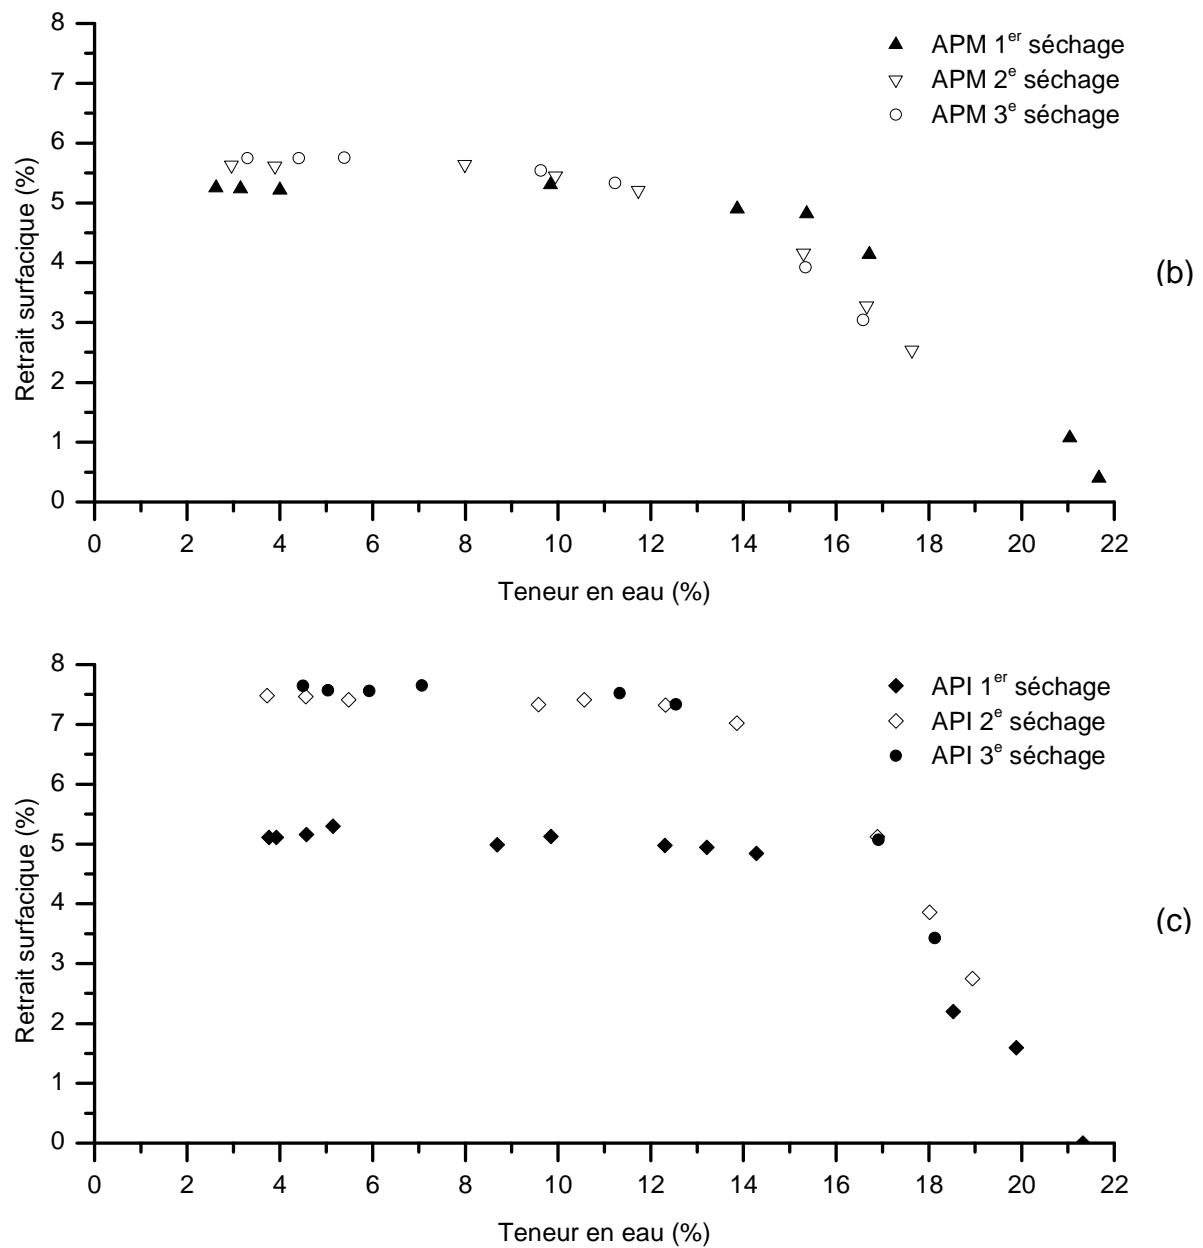 8
7
6
5
4
3
2
1
0
Retrait surfacique (%)
APM 1er séchage
APM 2e séchage
APM 3e séchage
(b)
0 2 4 6 8 10 12 14 16 18 20 22
Teneur en eau (%)
8
7
6
5
4
3
2
1
0
Retrait surfacique (%)
API 1er séchage
API 2e séchage
API 3e séchage
(c)
0 2 4 6 8 10 12 14 16 18 20 22
Teneur en eau (%)